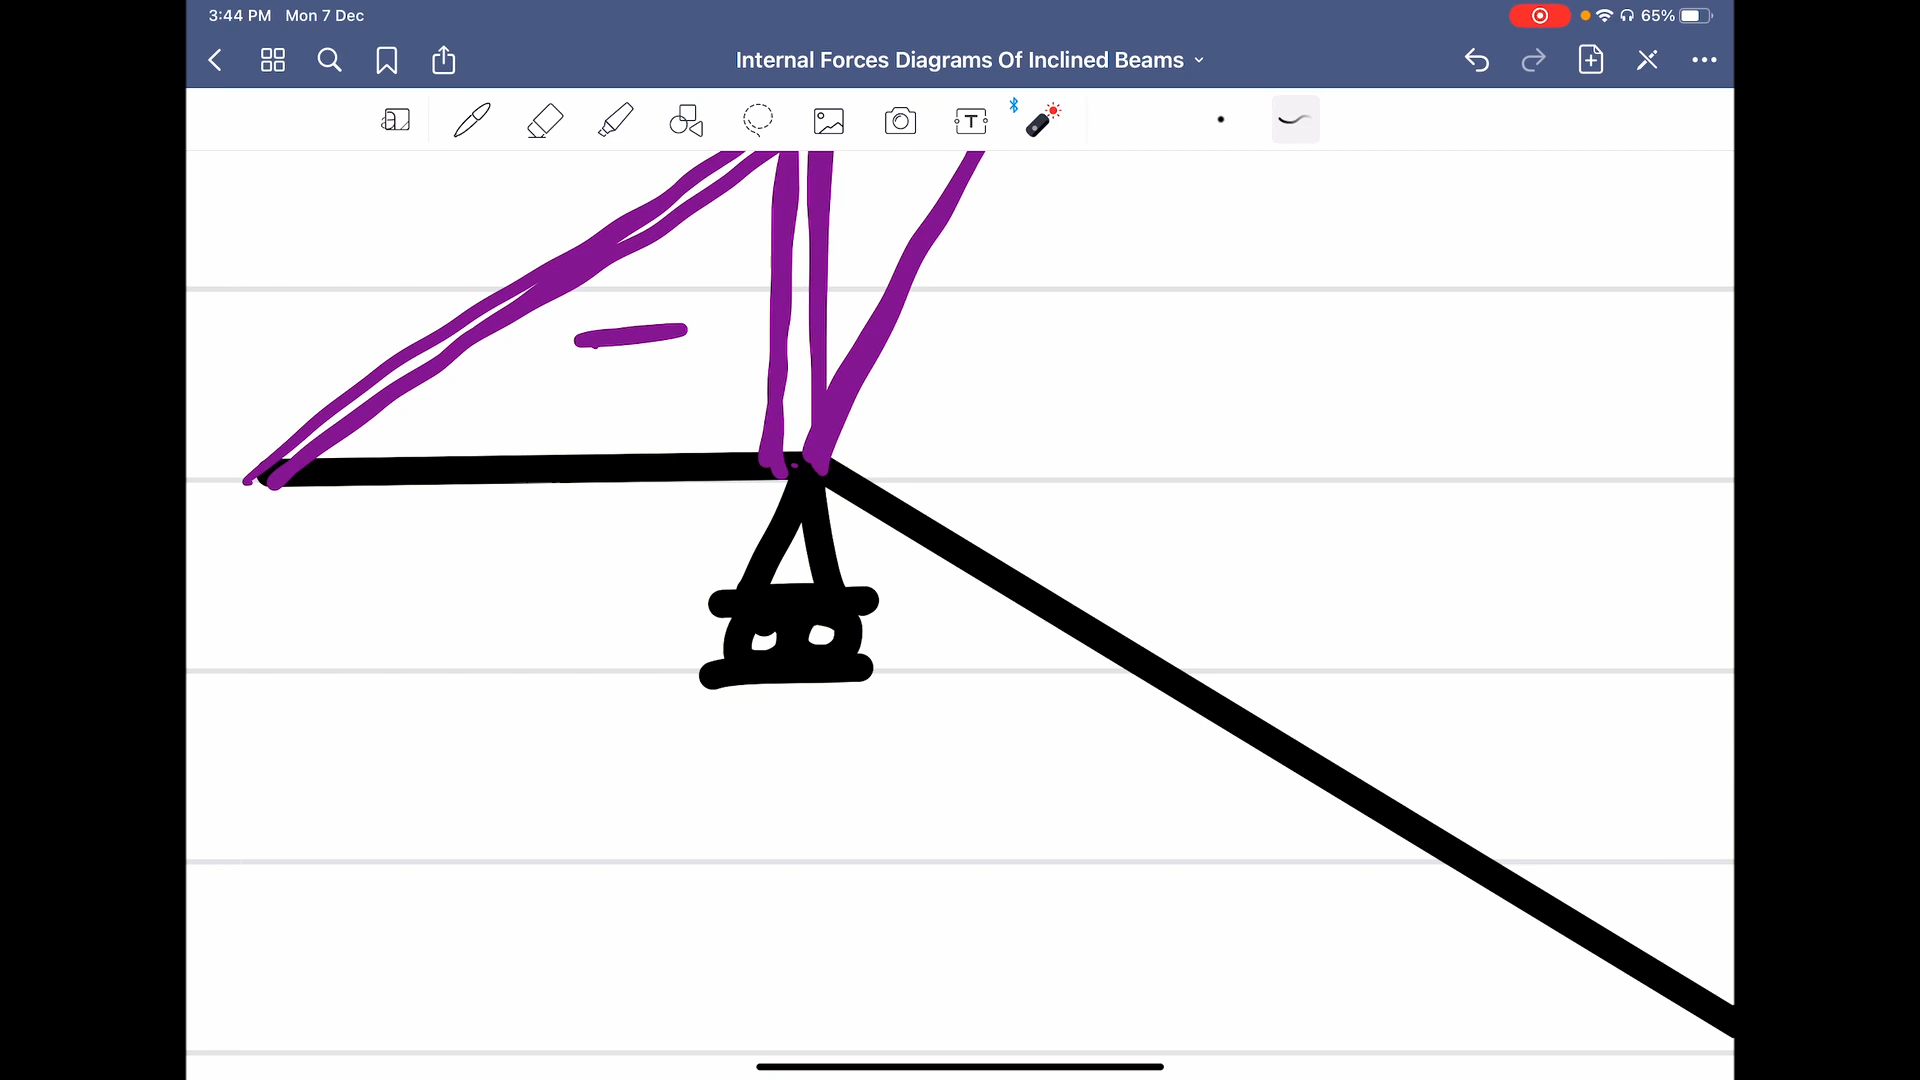 3:44 PM Mon 7 Dec 65%
Internal Forces Diagrams Of Inclined Beams
T